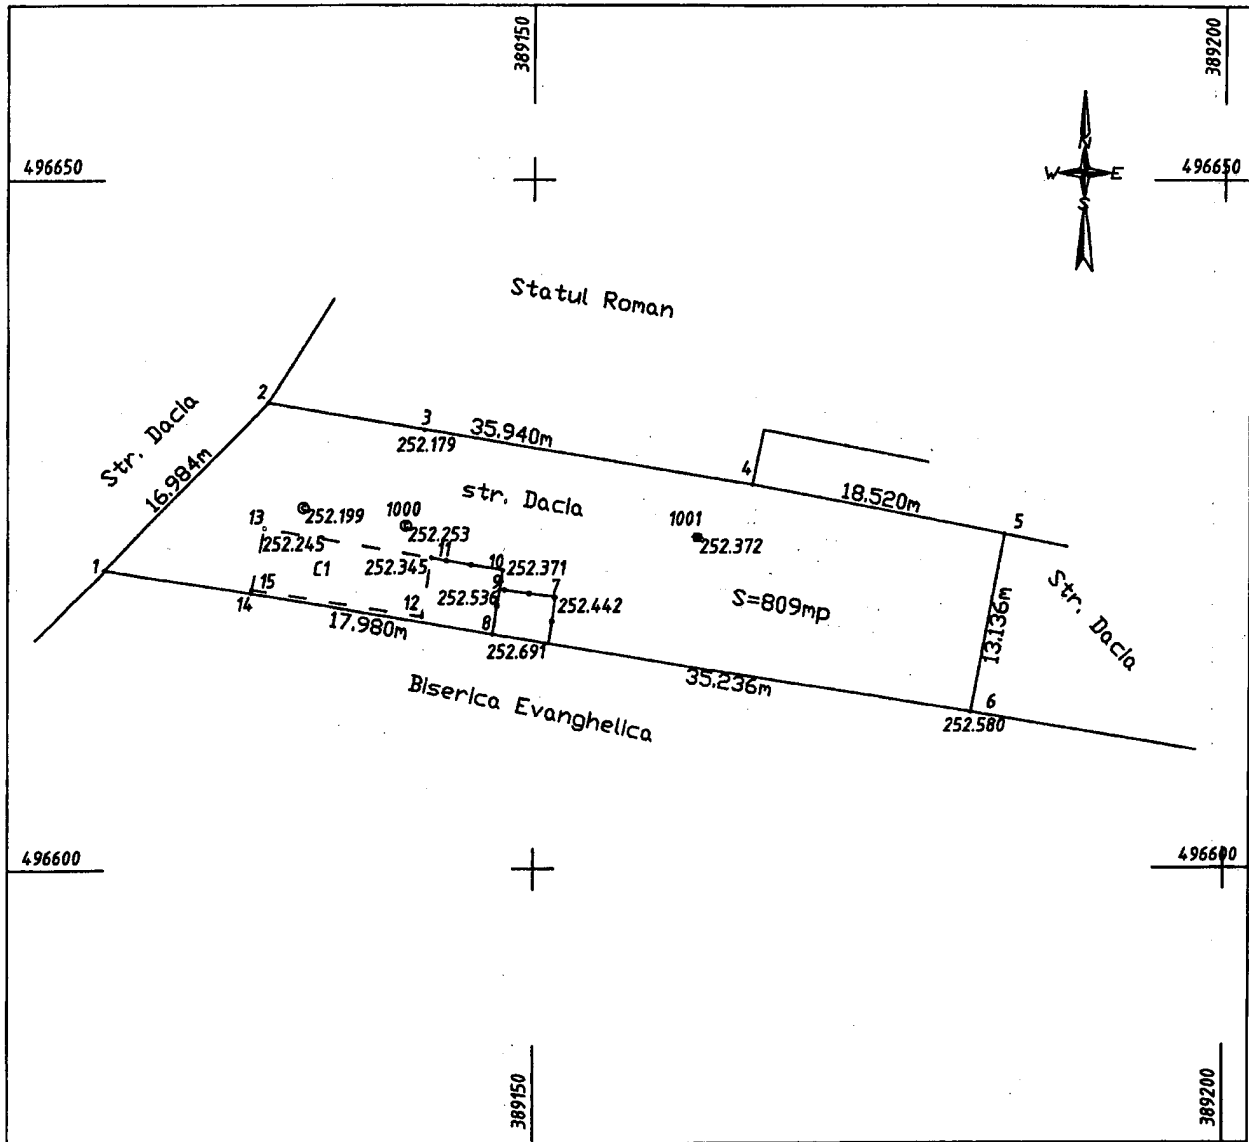 389150
389200
496650
496650
N
W
E
S
Statul Roman
2
Str. Dacia
16.984m
3
35.940m
252.179
4
18.520m
str. Dacia
5
13
252.199
1000
252.253
1001
252.372
252.245
11
252.345
10
252.371
C1
1
15
14
12
9
252.536
7
252.442
S=809mp
13.136m
Str. Dacia
17.980m
8
252.691
35.236m
6
252.580
Biserica Evanghelica
496600
496600
389150
389200